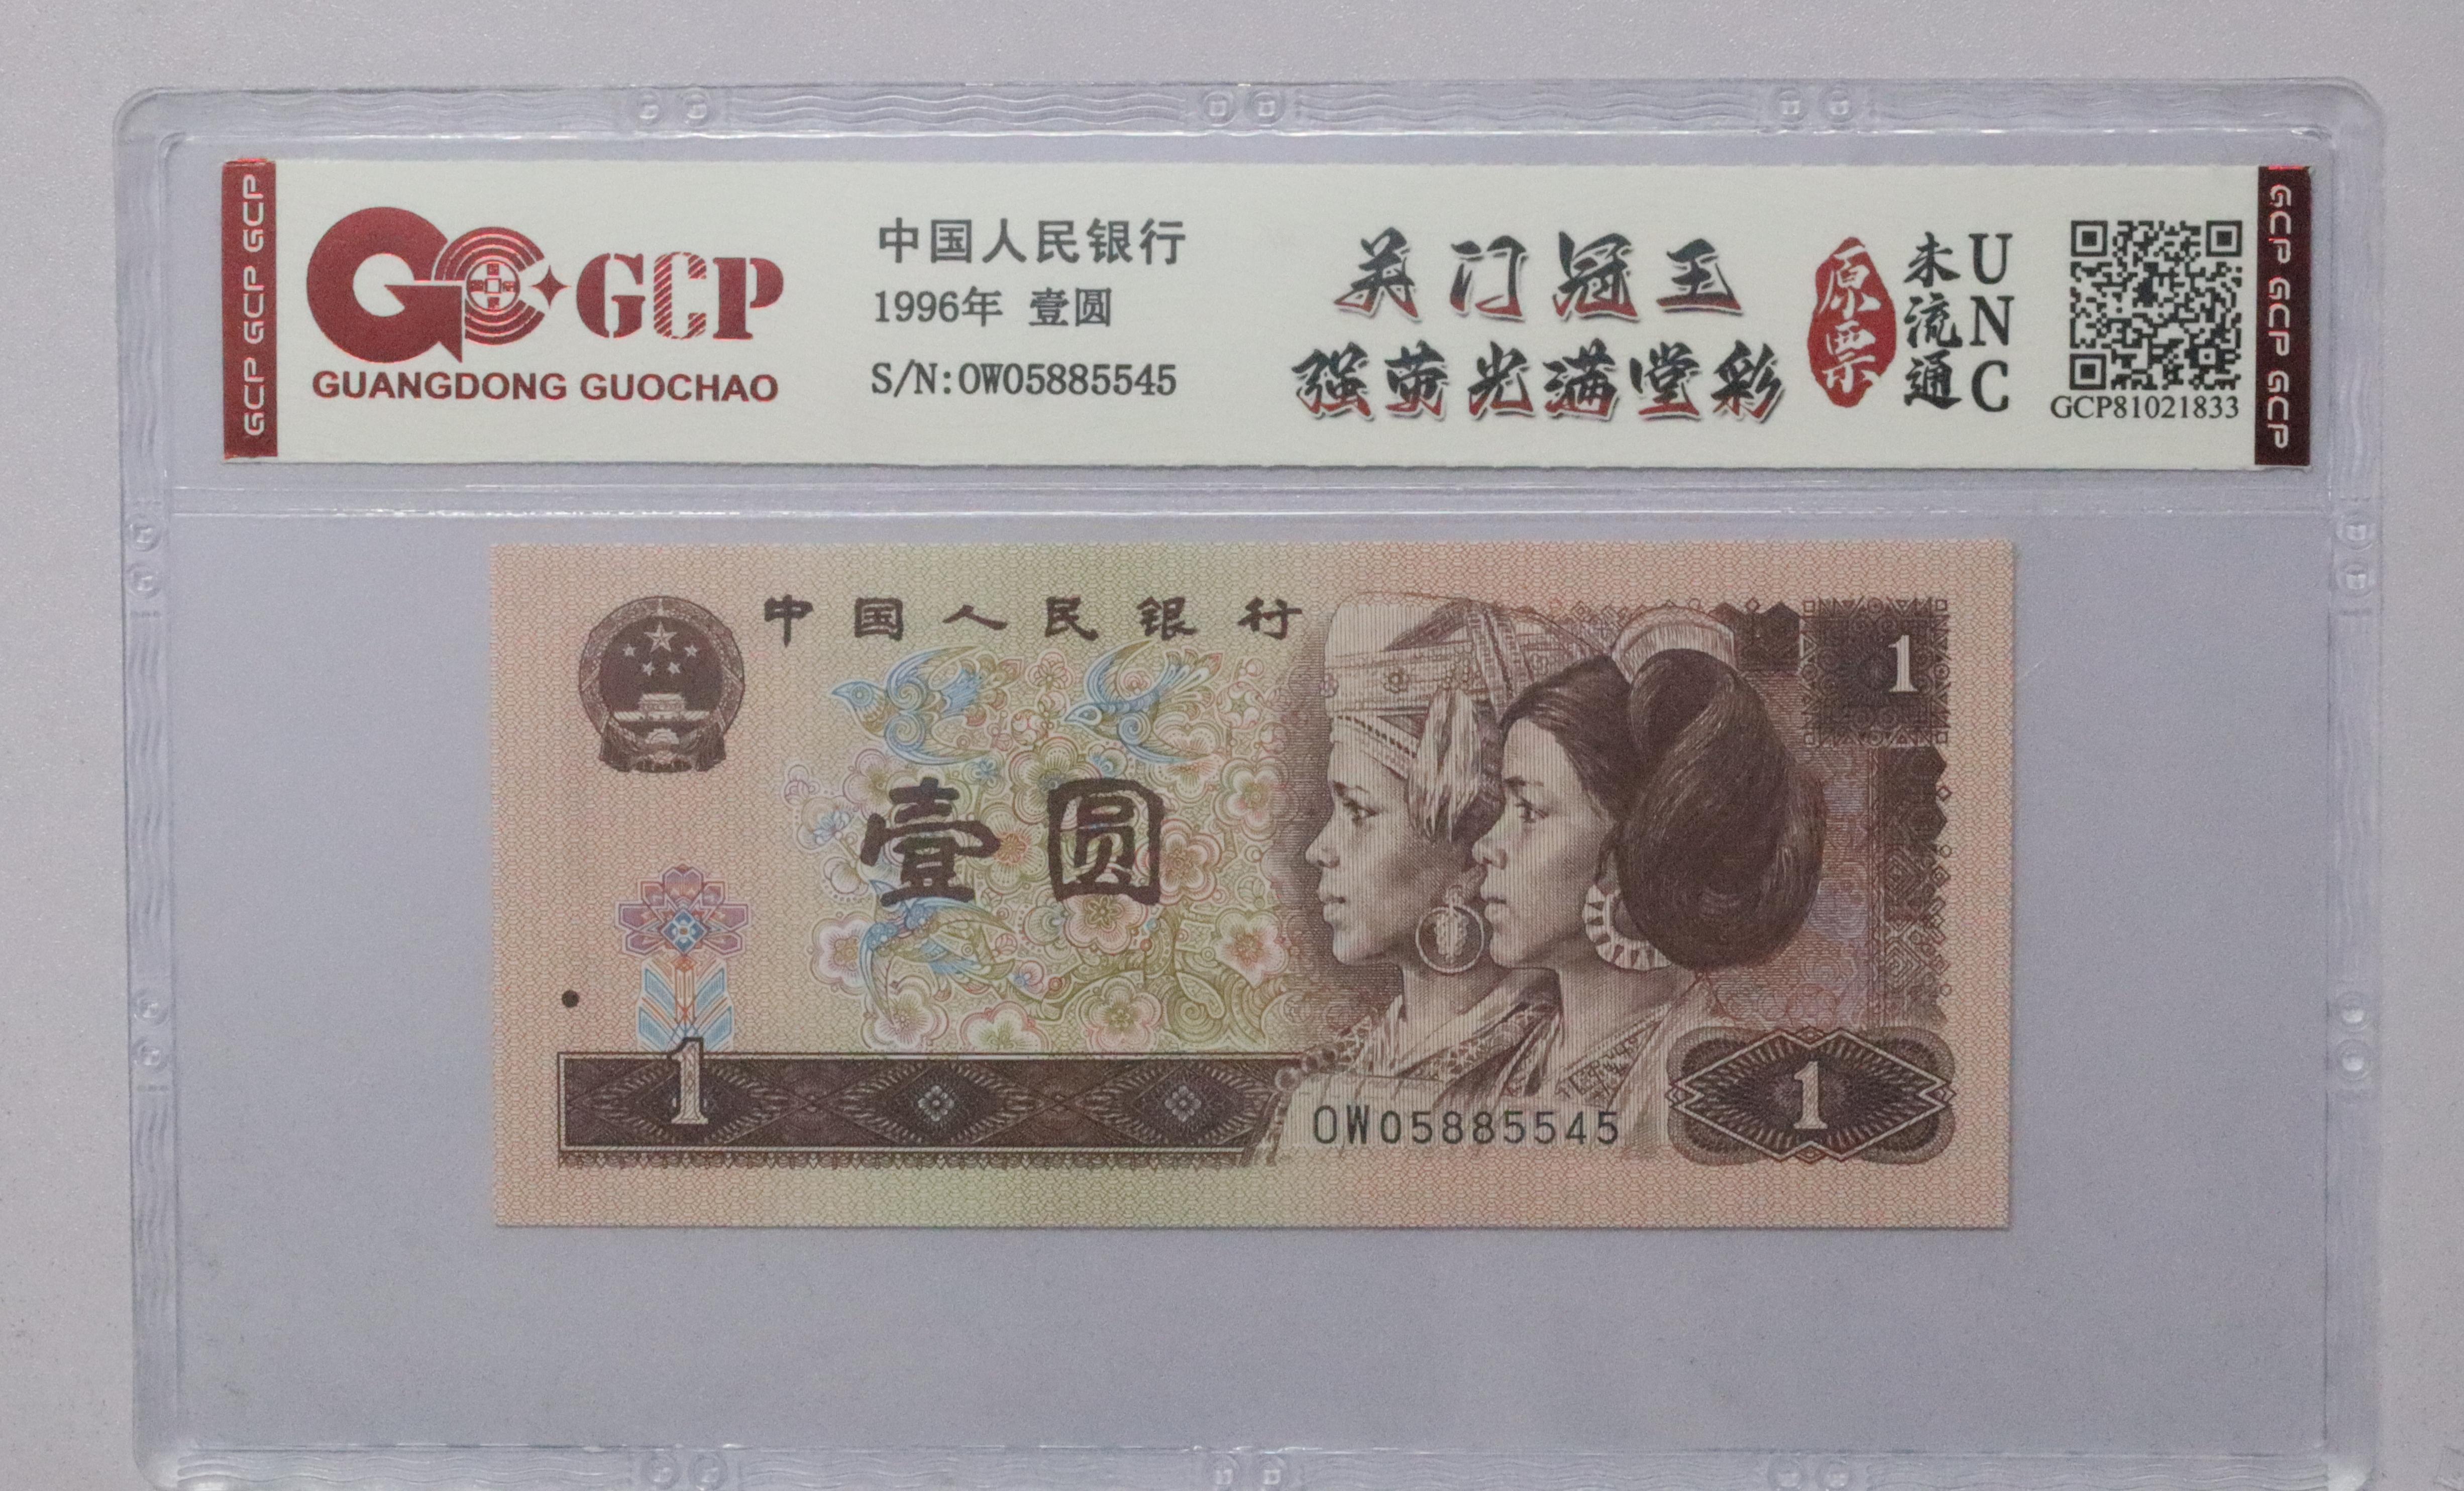 GCP GCP GCP
GCP
GUANGDONG GUOCHAO
中国人民银行
1996年 壹圆
S/N:OW05885545
关门冠王
强荧光满堂彩
原票
未流通
UNC
GCP81021833
GCP GCP GCP
中国人民银行
1
壹圆
1
OW05885545
1